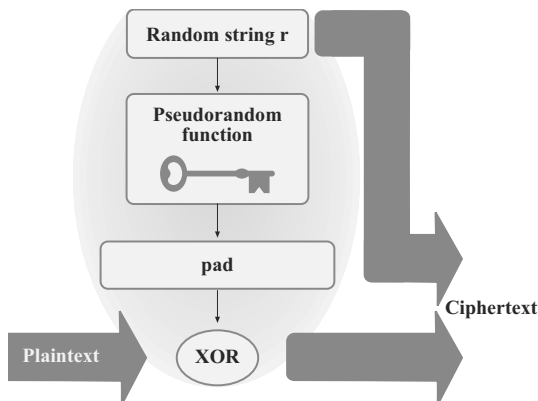 Random string r
Pseudorandom
function
pad
Ciphertext
Plaintext
XOR